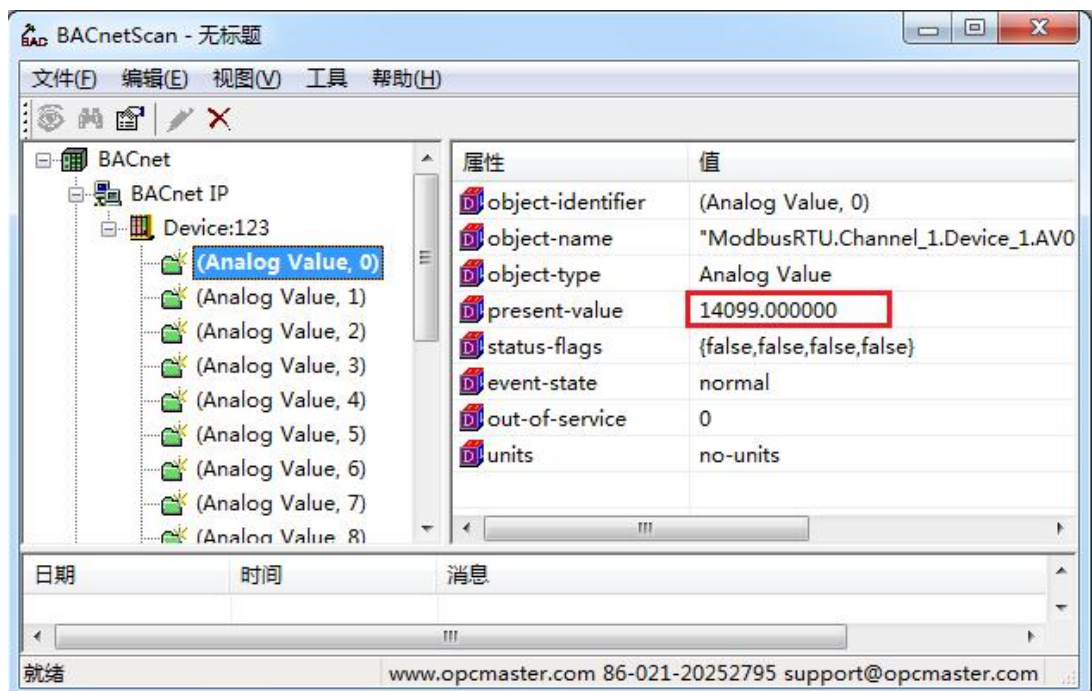 BACnetScan - 无标题
文件(F) 编辑(E) 视图(V) 工具 帮助(H)
BACnet
BACnet IP
Device:123
(Analog Value, 0)
(Analog Value, 1)
(Analog Value, 2)
(Analog Value, 3)
(Analog Value, 4)
(Analog Value, 5)
(Analog Value, 6)
(Analog Value, 7)
(Analog Value, 8)
属性 值
object-identifier (Analog Value, 0)
object-name "ModbusRTU.Channel_1.Device_1.AV0
object-type Analog Value
present-value 14099.000000
status-flags {false,false,false,false}
event-state normal
out-of-service 0
units no-units
日期 时间 消息
就绪 www.opcmaster.com 86-021-20252795 support@opcmaster.com